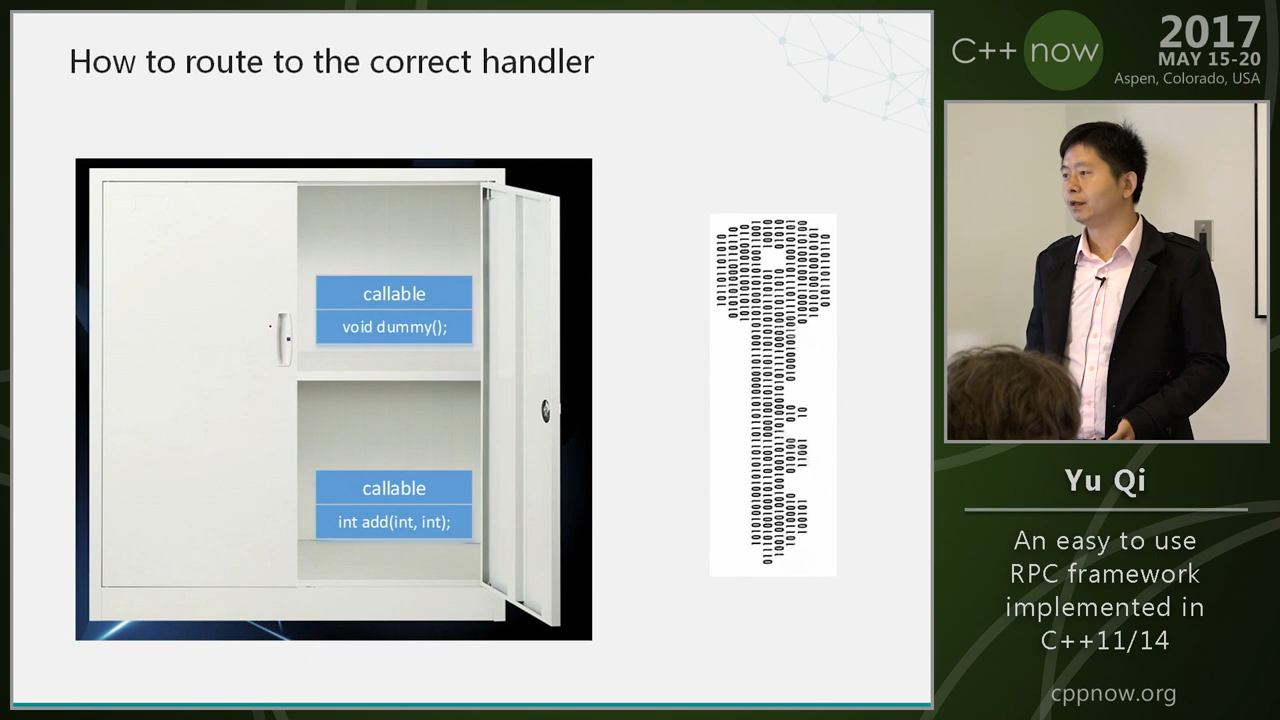 How to route to the correct handler
callable
void dummy();
callable
int add(int, int);
C++ now
2017
MAY 15-20
Aspen, Colorado, USA
Yu Qi
An easy to use
RPC framework
implemented in
C++11/14
cppnow.org